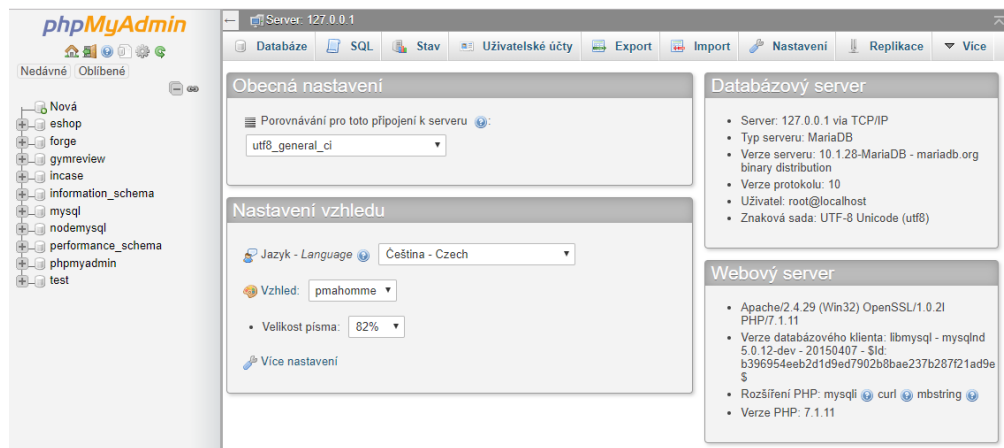 phpMyAdmin
Nedávné Oblíbené
Nová
eshop
forge
gymreview
incase
information_schema
mysql
nodemysql
performance_schema
phpmyadmin
test
Server: 127.0.0.1
Databáze SQL Stav Uživatelské účty Export Import Nastavení Replikace Více
Obecná nastavení
Porovnávání pro toto připojení k serveru :
utf8_general_ci
Nastavení vzhledu
Jazyk - Language Čeština - Czech
Vzhled: pmahomme
• Velikost písma: 82%
Více nastavení
Databázový server
• Server: 127.0.0.1 via TCP/IP
• Typ serveru: MariaDB
• Verze serveru: 10.1.28-MariaDB - mariadb.org
binary distribution
• Verze protokolu: 10
• Uživatel: root@localhost
• Znaková sada: UTF-8 Unicode (utf8)
Webový server
• Apache/2.4.29 (Win32) OpenSSL/1.0.2l
PHP/7.1.11
• Verze databázového klienta: libmysql - mysqlnd
5.0.12-dev - 20150407 - $Id:
b396954eeb2d1d9ed7902b8bae237b287f21ad9e
$
• Rozšíření PHP: mysqli curl mbstring
• Verze PHP: 7.1.11